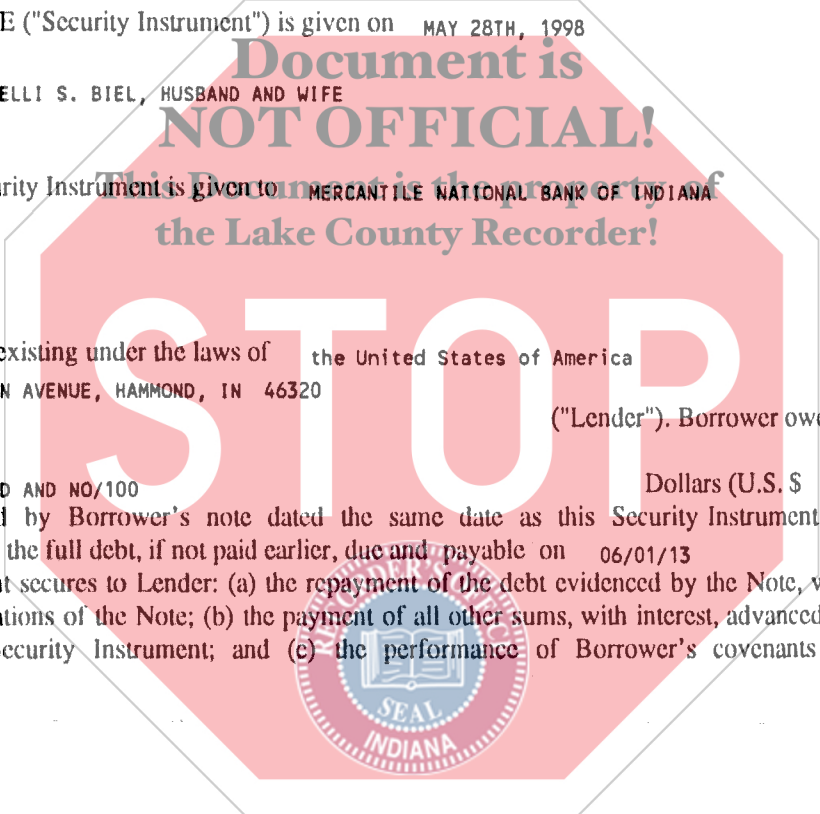 E ("Security Instrument") is given on MAY 28TH, 1998
Document is
ELLI S. BIEL, HUSBAND AND WIFE
NOT OFFICIAL!
This Document is the property of
rity Instrument is given to MERCANTILE NATIONAL BANK OF INDIANA
the Lake County Recorder!
STOP
existing under the laws of the United States of America
N AVENUE, HAMMOND, IN 46320
("Lender"). Borrower owe
D AND NO/100 Dollars (U.S. $
d by Borrower's note dated the same date as this Security Instrument
the full debt, if not paid earlier, due and payable on 06/01/13
t secures to Lender: (a) the repayment of the debt evidenced by the Note, w
tions of the Note; (b) the payment of all other sums, with interest, advanced
ecurity Instrument; and (c) the performance of Borrower's covenants
SEAL
INDIANA